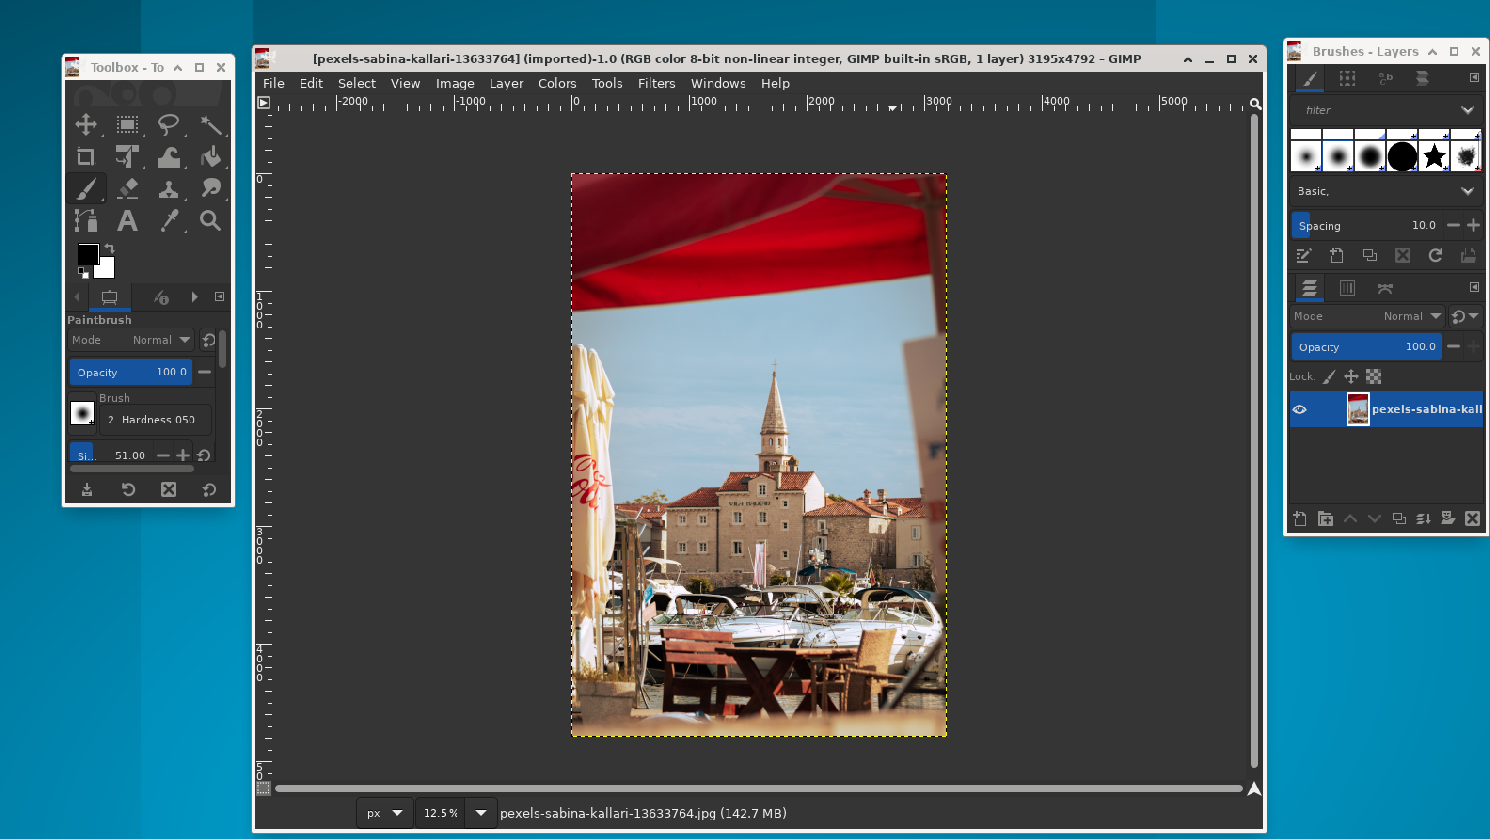 Toolbox - To
[pexels-sabina-kallari-13633764] (imported)-1.0 (RGB color 8-bit non-linear integer, GIMP built-in sRGB, 1 layer) 3195x4792 – GIMP
Brushes - Layers
File Edit Select View Image Layer Colors Tools Filters Windows Help
-2000 -1000 0 1000 2000 3000 4000 5000
0
1000
2000
3000
4000
50
Paintbrush
Mode Normal
Opacity 100.0
Brush
2. Hardness 050
Si... 51.00
filter
Basic,
Spacing 10.0
Mode Normal
Opacity 100.0
Lock:
pexels-sabina-kall
px 12.5 % pexels-sabina-kallari-13633764.jpg (142.7 MB)